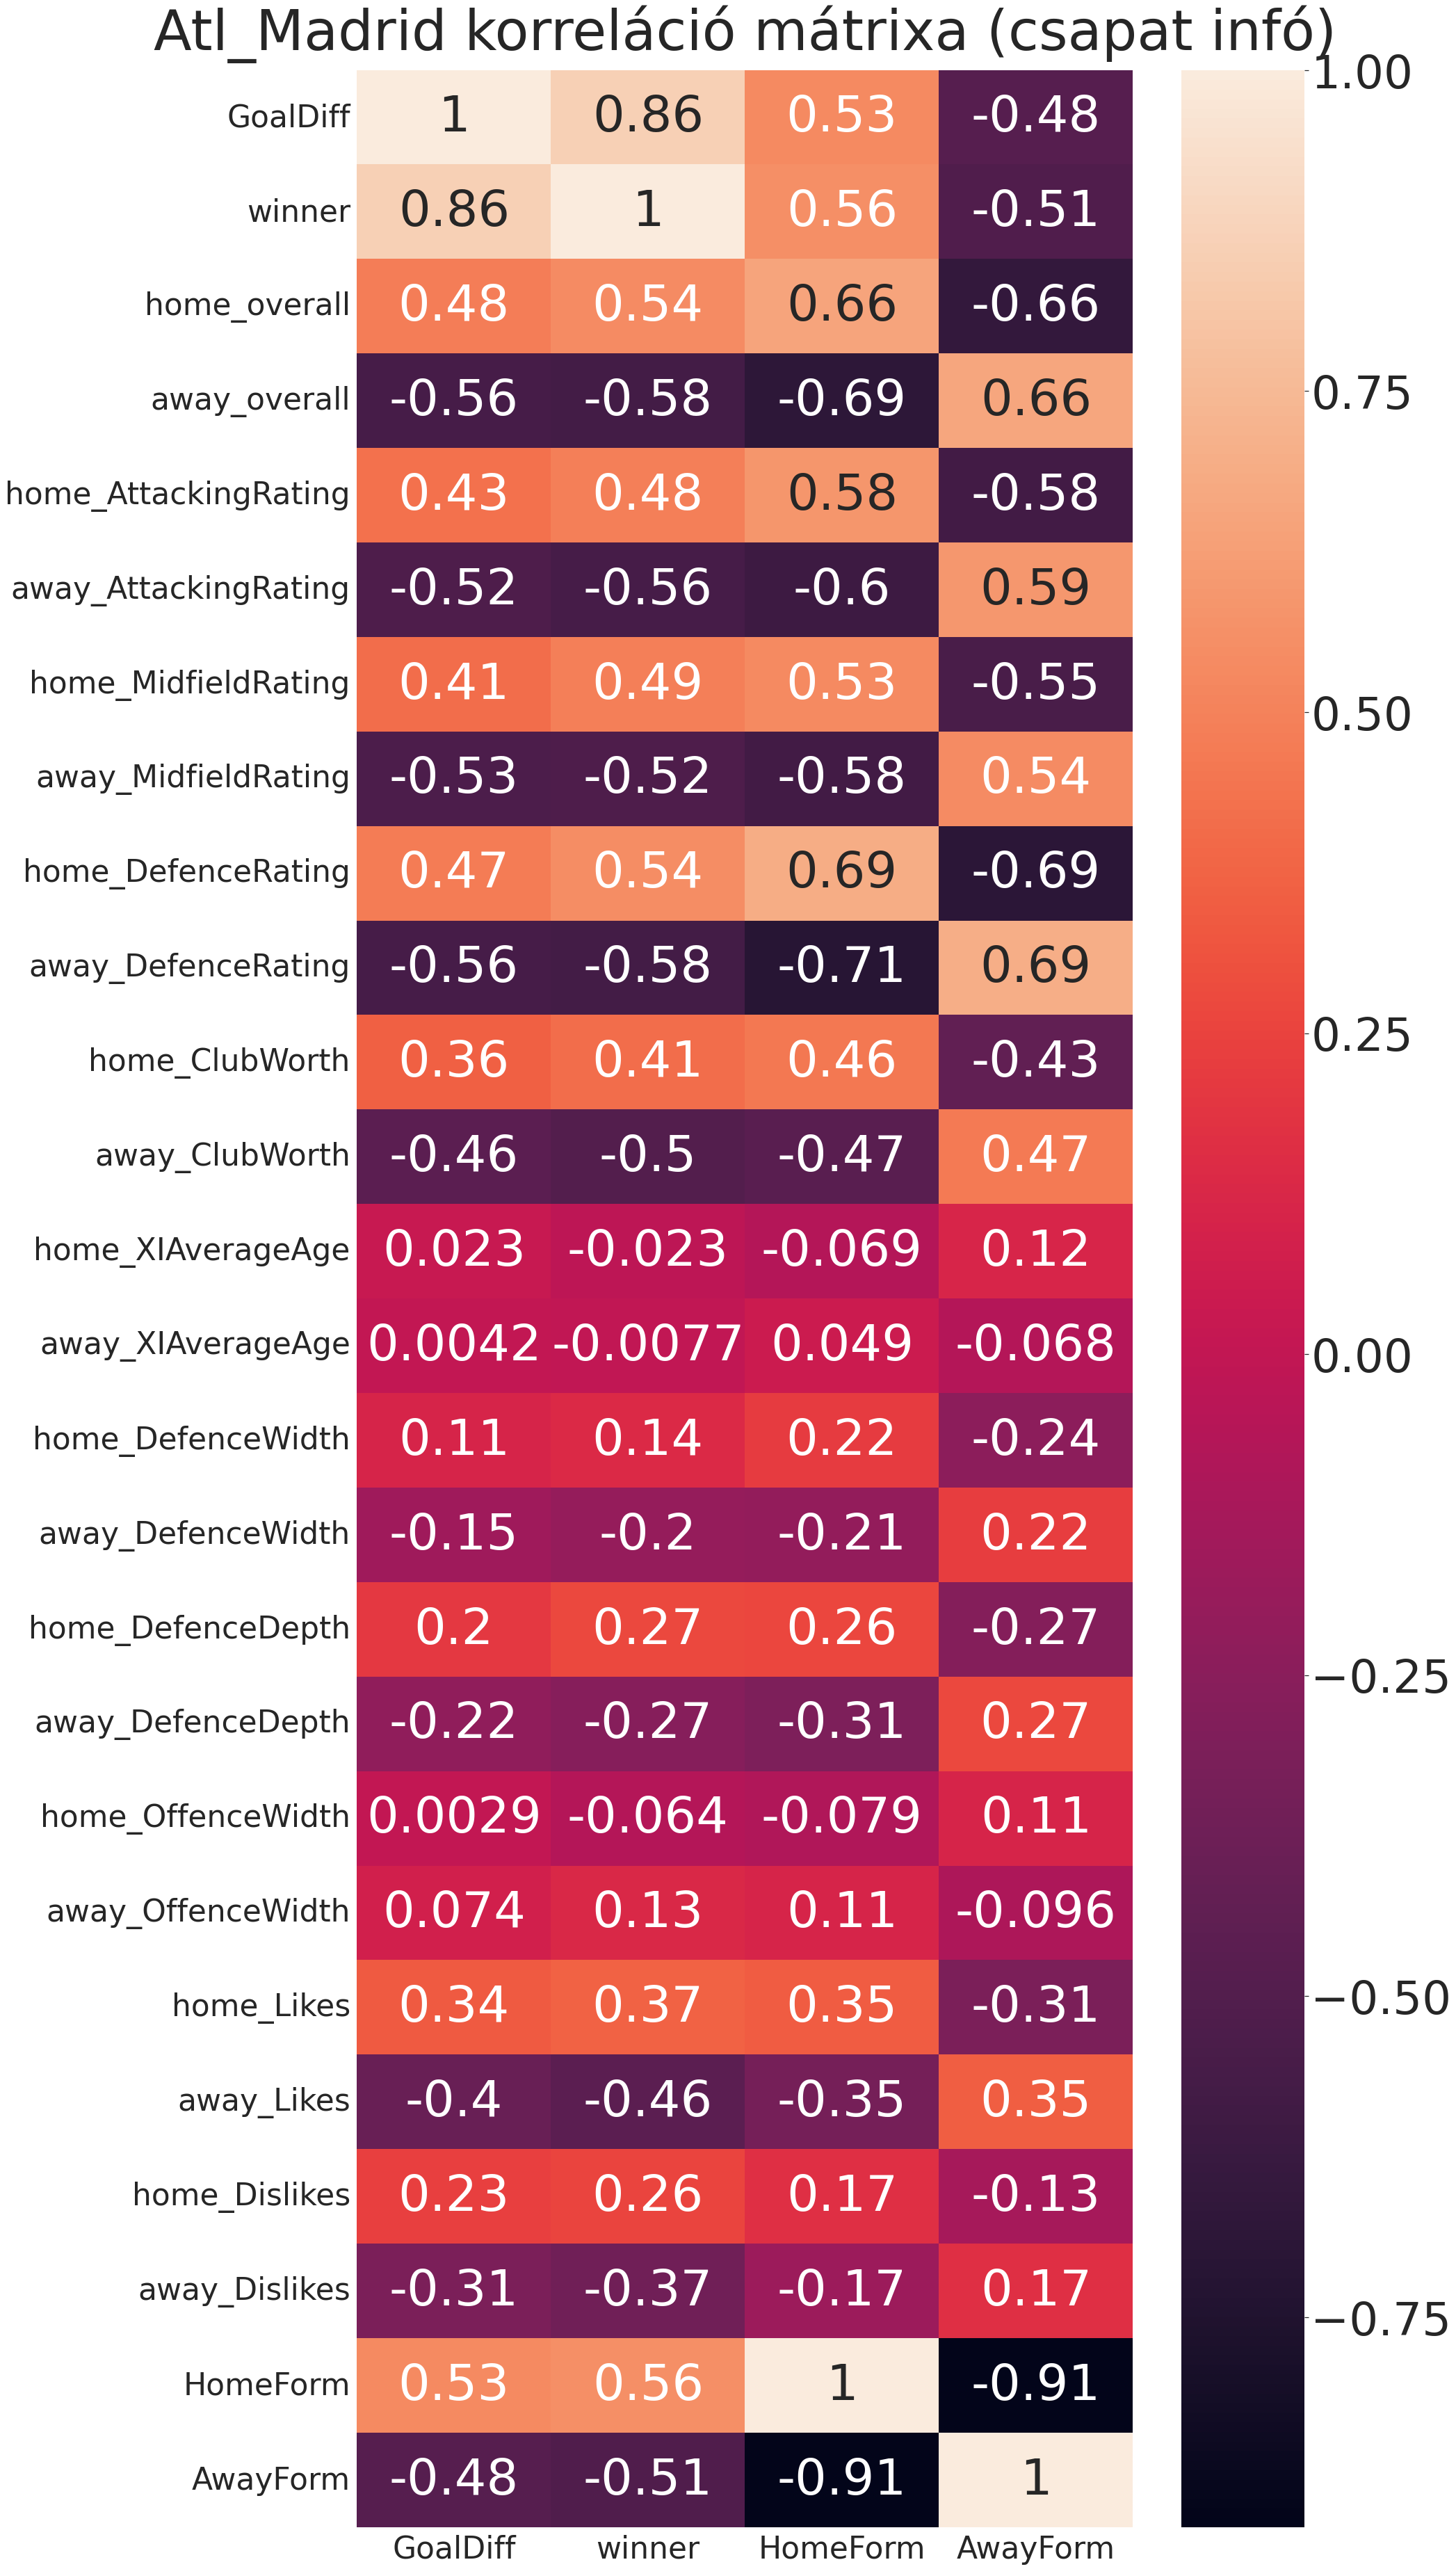 Atl_Madrid korreláció mátrixa (csapat infó)
GoalDiff 1 0.86 0.53 -0.48
winner 0.86 1 0.56 -0.51
home_overall 0.48 0.54 0.66 -0.66
away_overall -0.56 -0.58 -0.69 0.66
home_AttackingRating 0.43 0.48 0.58 -0.58
away_AttackingRating -0.52 -0.56 -0.6 0.59
home_MidfieldRating 0.41 0.49 0.53 -0.55
away_MidfieldRating -0.53 -0.52 -0.58 0.54
home_DefenceRating 0.47 0.54 0.69 -0.69
away_DefenceRating -0.56 -0.58 -0.71 0.69
home_ClubWorth 0.36 0.41 0.46 -0.43
away_ClubWorth -0.46 -0.5 -0.47 0.47
home_XIAverageAge 0.023 -0.023 -0.069 0.12
away_XIAverageAge 0.0042 -0.0077 0.049 -0.068
home_DefenceWidth 0.11 0.14 0.22 -0.24
away_DefenceWidth -0.15 -0.2 -0.21 0.22
home_DefenceDepth 0.2 0.27 0.26 -0.27
away_DefenceDepth -0.22 -0.27 -0.31 0.27
home_OffenceWidth 0.0029 -0.064 -0.079 0.11
away_OffenceWidth 0.074 0.13 0.11 -0.096
home_Likes 0.34 0.37 0.35 -0.31
away_Likes -0.4 -0.46 -0.35 0.35
home_Dislikes 0.23 0.26 0.17 -0.13
away_Dislikes -0.31 -0.37 -0.17 0.17
HomeForm 0.53 0.56 1 -0.91
AwayForm -0.48 -0.51 -0.91 1
GoalDiff winner HomeForm AwayForm
1.00
0.75
0.50
0.25
0.00
−0.25
−0.50
−0.75